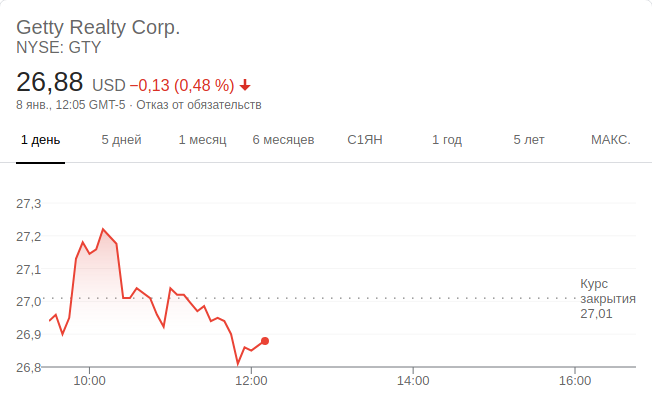 Getty Realty Corp.
NYSE: GTY
26,88 USD −0,13 (0,48 %)
8 янв., 12:05 GMT-5 · Отказ от обязательств
1 день 5 дней 1 месяц 6 месяцев С1ЯН 1 год 5 лет МАКС.
27,3
27,2
27,1
27,0
26,9
26,8
Курс
закрытия
27,01
10:00 12:00 14:00 16:00